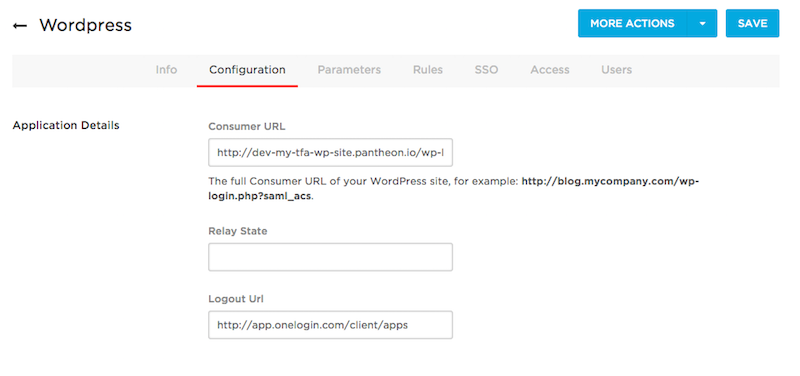 ← Wordpress
MORE ACTIONS
SAVE
Info Configuration Parameters Rules SSO Access Users
Application Details
Consumer URL
http://dev-my-tfa-wp-site.pantheon.io/wp-l
The full Consumer URL of your WordPress site, for example: http://blog.mycompany.com/wp-
login.php?saml_acs.
Relay State
Logout Url
http://app.onelogin.com/client/apps